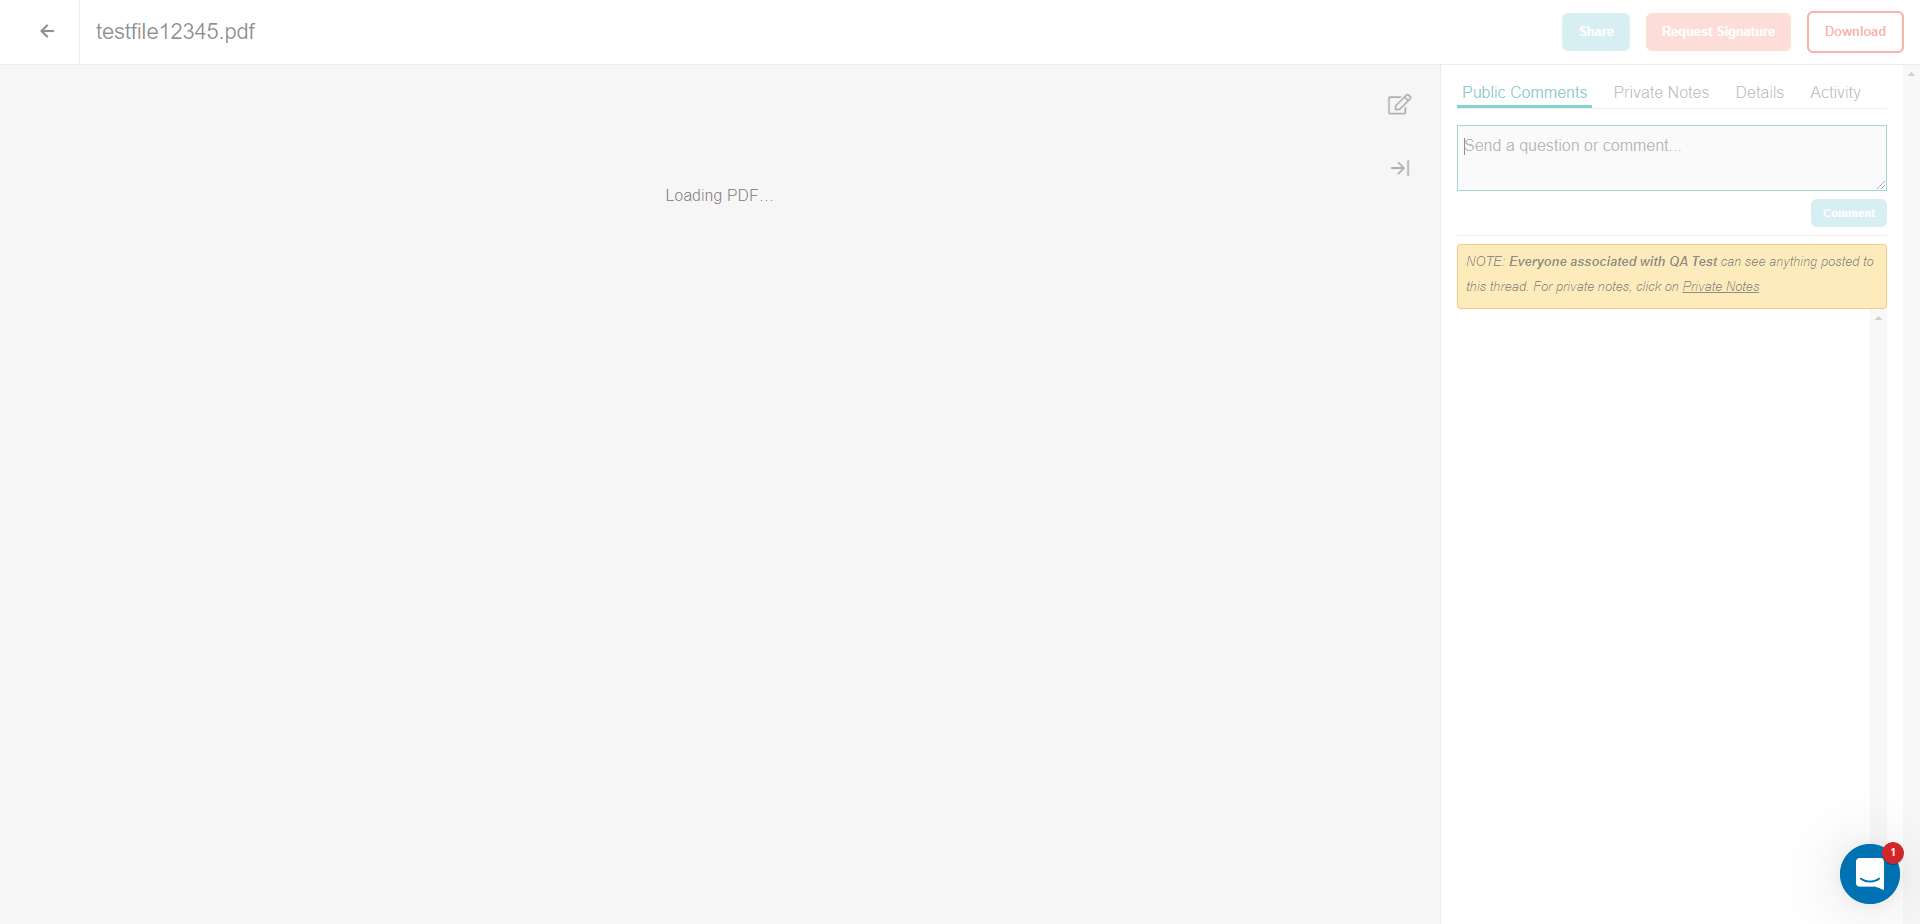 testfile12345.pdf
Share
Request Signature
Download
Public Comments
Private Notes
Details
Activity
Send a question or comment...
Loading PDF...
Comment
NOTE: Everyone associated with QA Test can see anything posted to
this thread. For private notes, click on Private Notes
1